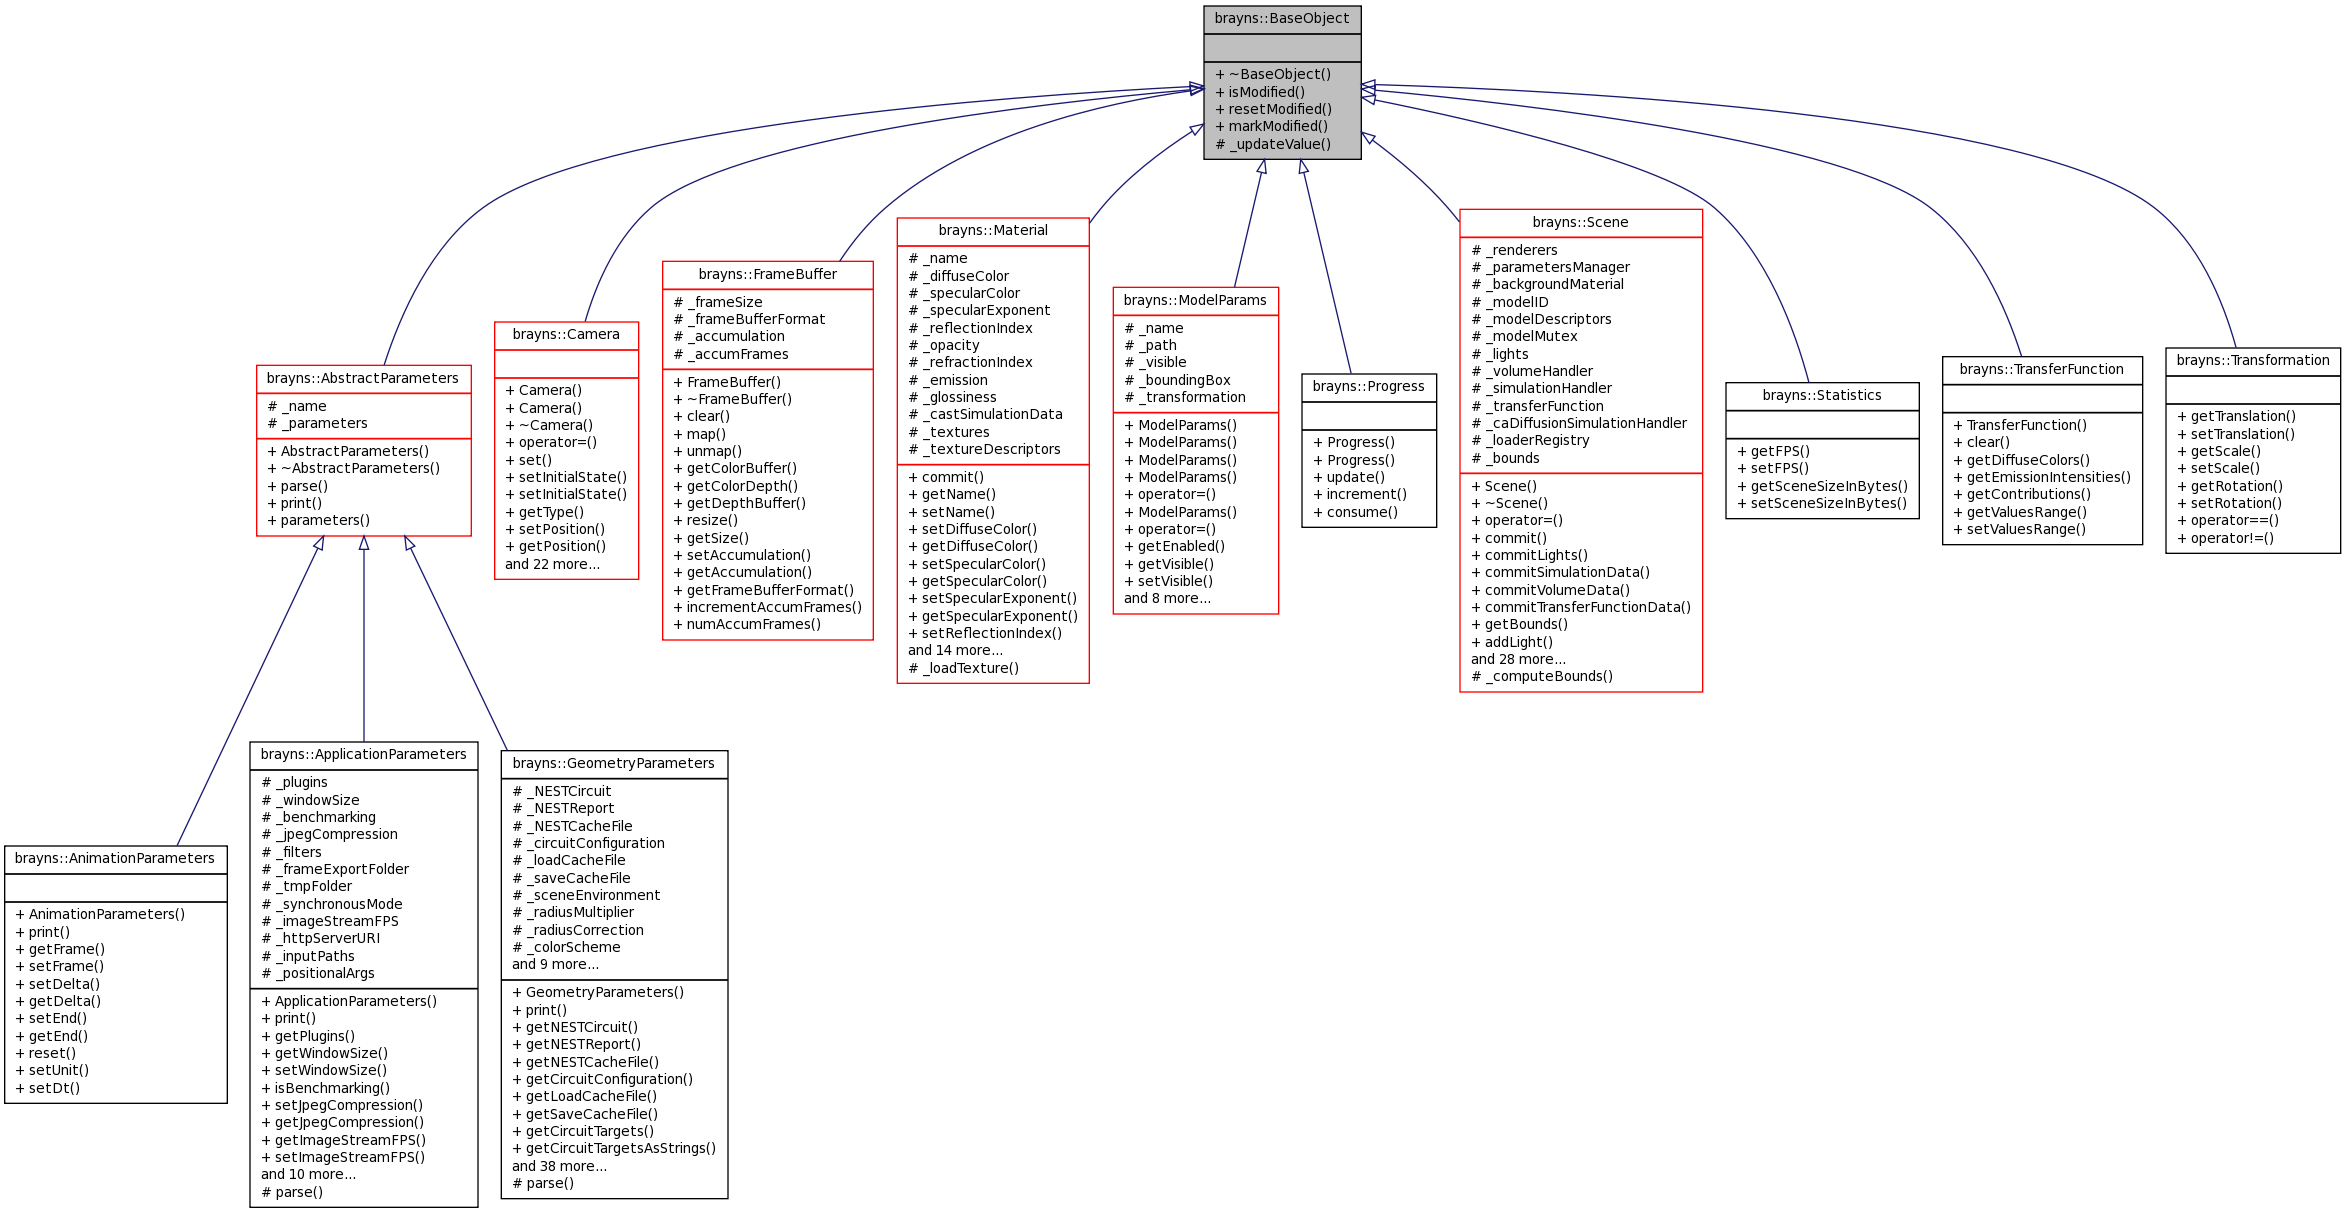 brayns::BaseObject
+ ~BaseObject()
+ isModified()
+ resetModified()
+ markModified()
# _updateValue()
brayns::AbstractParameters
# _name
# _parameters
+ AbstractParameters()
+ ~AbstractParameters()
+ parse()
+ print()
+ parameters()
brayns::Camera
+ Camera()
+ Camera()
+ ~Camera()
+ operator=()
+ set()
+ setInitialState()
+ setInitialState()
+ getType()
+ setPosition()
+ getPosition()
and 22 more...
brayns::FrameBuffer
# _frameSize
# _frameBufferFormat
# _accumulation
# _accumFrames
+ FrameBuffer()
+ ~FrameBuffer()
+ clear()
+ map()
+ unmap()
+ getColorBuffer()
+ getColorDepth()
+ getDepthBuffer()
+ resize()
+ getSize()
+ setAccumulation()
+ getAccumulation()
+ getFrameBufferFormat()
+ incrementAccumFrames()
+ numAccumFrames()
brayns::Material
# _name
# _diffuseColor
# _specularColor
# _specularExponent
# _reflectionIndex
# _opacity
# _refractionIndex
# _emission
# _glossiness
# _castSimulationData
# _textures
# _textureDescriptors
+ commit()
+ getName()
+ setName()
+ setDiffuseColor()
+ getDiffuseColor()
+ setSpecularColor()
+ getSpecularColor()
+ setSpecularExponent()
+ getSpecularExponent()
+ setReflectionIndex()
and 14 more...
# _loadTexture()
brayns::ModelParams
# _name
# _path
# _visible
# _boundingBox
# _transformation
+ ModelParams()
+ ModelParams()
+ ModelParams()
+ ModelParams()
+ operator=()
+ ModelParams()
+ operator=()
+ getEnabled()
+ getVisible()
+ setVisible()
and 8 more...
brayns::Progress
+ Progress()
+ Progress()
+ update()
+ increment()
+ consume()
brayns::Scene
# _renderers
# _parametersManager
# _backgroundMaterial
# _modelID
# _modelDescriptors
# _modelMutex
# _lights
# _volumeHandler
# _simulationHandler
# _transferFunction
# _caDiffusionSimulationHandler
# _loaderRegistry
# _bounds
+ Scene()
+ ~Scene()
+ operator=()
+ commit()
+ commitLights()
+ commitSimulationData()
+ commitVolumeData()
+ commitTransferFunctionData()
+ getBounds()
+ addLight()
and 28 more...
# _computeBounds()
brayns::Statistics
+ getFPS()
+ setFPS()
+ getSceneSizeInBytes()
+ setSceneSizeInBytes()
brayns::TransferFunction
+ TransferFunction()
+ clear()
+ getDiffuseColors()
+ getEmissionIntensities()
+ getContributions()
+ getValuesRange()
+ setValuesRange()
brayns::Transformation
+ getTranslation()
+ setTranslation()
+ getScale()
+ setScale()
+ getRotation()
+ setRotation()
+ operator==()
+ operator!=()
brayns::AnimationParameters
+ AnimationParameters()
+ print()
+ getFrame()
+ setFrame()
+ setDelta()
+ getDelta()
+ setEnd()
+ getEnd()
+ reset()
+ setUnit()
+ setDt()
brayns::ApplicationParameters
# _plugins
# _windowSize
# _benchmarking
# _jpegCompression
# _filters
# _frameExportFolder
# _tmpFolder
# _synchronousMode
# _imageStreamFPS
# _httpServerURI
# _inputPaths
# _positionalArgs
+ ApplicationParameters()
+ print()
+ getPlugins()
+ getWindowSize()
+ setWindowSize()
+ isBenchmarking()
+ setJpegCompression()
+ getJpegCompression()
+ getImageStreamFPS()
+ setImageStreamFPS()
and 10 more...
# parse()
brayns::GeometryParameters
# _NESTCircuit
# _NESTReport
# _NESTCacheFile
# _circuitConfiguration
# _loadCacheFile
# _saveCacheFile
# _sceneEnvironment
# _radiusMultiplier
# _radiusCorrection
# _colorScheme
and 9 more...
+ GeometryParameters()
+ print()
+ getNESTCircuit()
+ getNESTReport()
+ getNESTCacheFile()
+ getCircuitConfiguration()
+ getLoadCacheFile()
+ getSaveCacheFile()
+ getCircuitTargets()
+ getCircuitTargetsAsStrings()
and 38 more...
# parse()